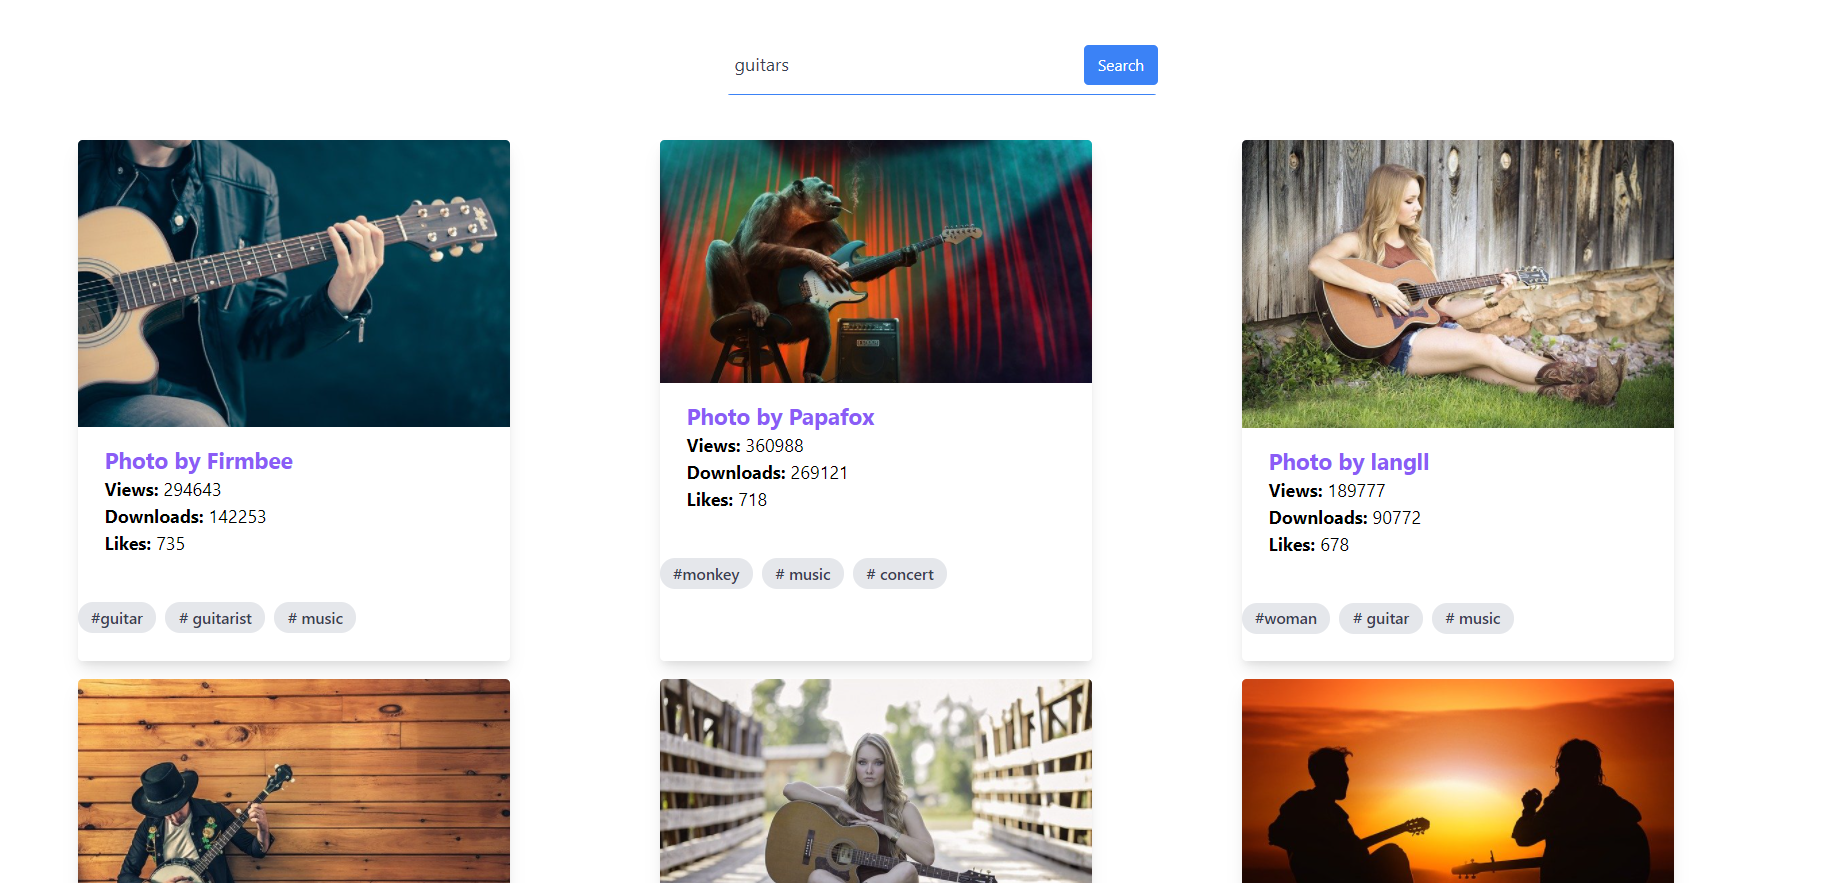 guitars
Search
Photo by Firmbee
Views: 294643
Downloads: 142253
Likes: 735
#guitar # guitarist # music
Photo by Papafox
Views: 360988
Downloads: 269121
Likes: 718
#monkey # music # concert
Photo by langll
Views: 189777
Downloads: 90772
Likes: 678
#woman # guitar # music